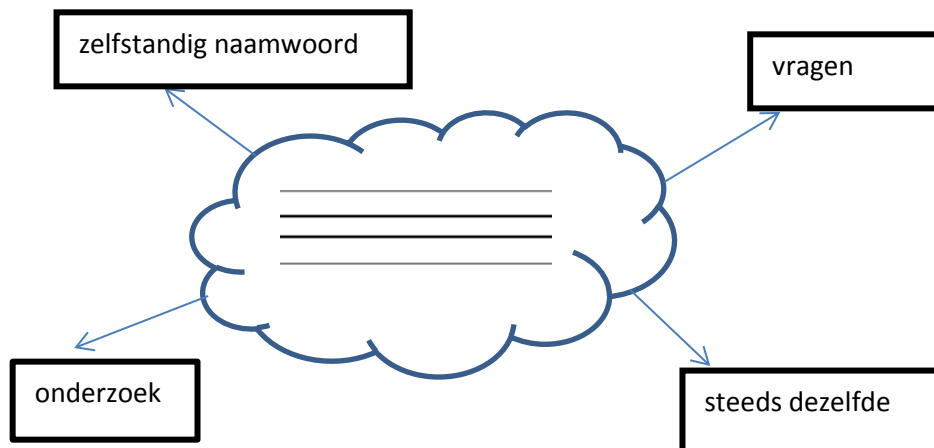 zelfstandig naamwoord
vragen
onderzoek
steeds dezelfde